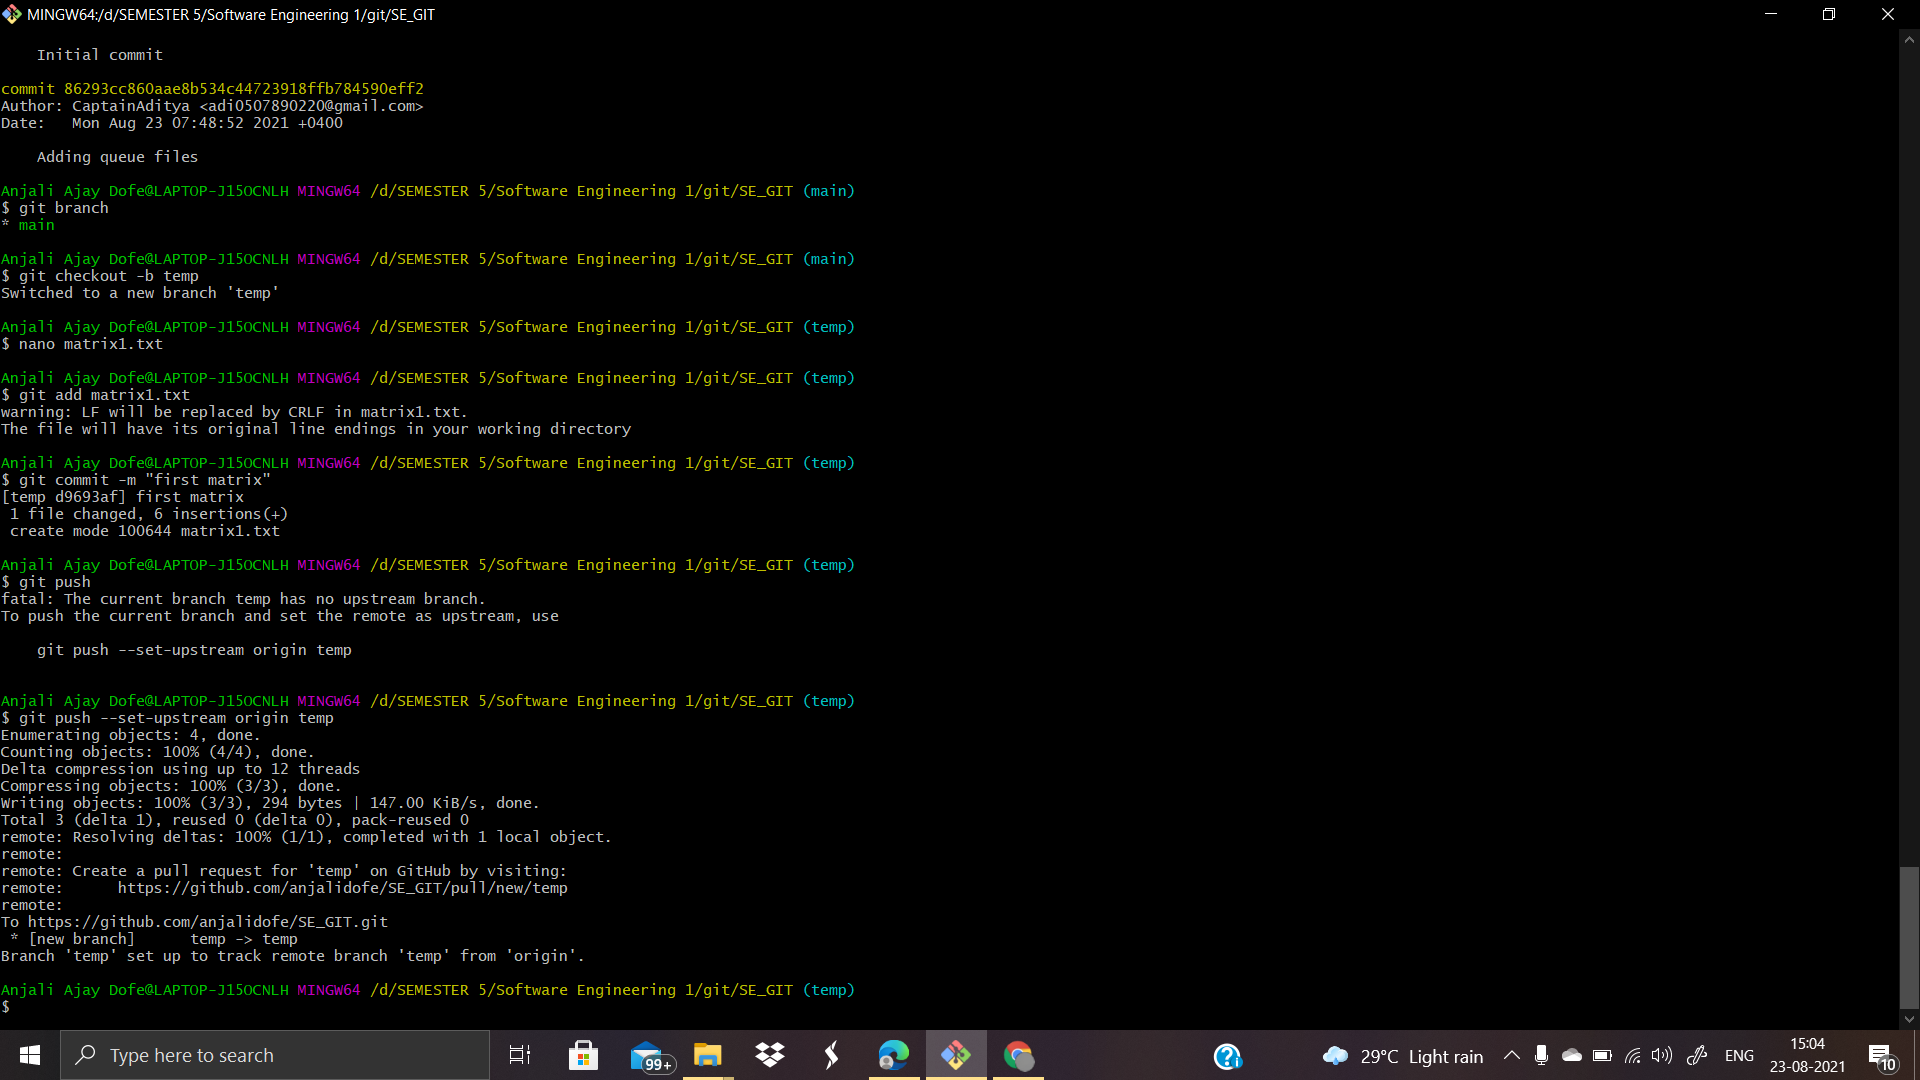 MINGW64:/d/SEMESTER 5/Software Engineering 1/git/SE_GIT
Initial commit
commit 86293cc860aae8b534c44723918ffb784590eff2
Author: CaptainAditya <adi0507890220@gmail.com>
Date:   Mon Aug 23 07:48:52 2021 +0400
Adding queue files
Anjali Ajay Dofe@LAPTOP-J15OCNLH MINGW64 /d/SEMESTER 5/Software Engineering 1/git/SE_GIT (main)
$ git branch
* main
Anjali Ajay Dofe@LAPTOP-J15OCNLH MINGW64 /d/SEMESTER 5/Software Engineering 1/git/SE_GIT (main)
$ git checkout -b temp
Switched to a new branch 'temp'
Anjali Ajay Dofe@LAPTOP-J15OCNLH MINGW64 /d/SEMESTER 5/Software Engineering 1/git/SE_GIT (temp)
$ nano matrix1.txt
Anjali Ajay Dofe@LAPTOP-J15OCNLH MINGW64 /d/SEMESTER 5/Software Engineering 1/git/SE_GIT (temp)
$ git add matrix1.txt
warning: LF will be replaced by CRLF in matrix1.txt.
The file will have its original line endings in your working directory
Anjali Ajay Dofe@LAPTOP-J15OCNLH MINGW64 /d/SEMESTER 5/Software Engineering 1/git/SE_GIT (temp)
$ git commit -m "first matrix"
[temp d9693af] first matrix
1 file changed, 6 insertions(+)
create mode 100644 matrix1.txt
Anjali Ajay Dofe@LAPTOP-J15OCNLH MINGW64 /d/SEMESTER 5/Software Engineering 1/git/SE_GIT (temp)
$ git push
fatal: The current branch temp has no upstream branch.
To push the current branch and set the remote as upstream, use
git push --set-upstream origin temp
Anjali Ajay Dofe@LAPTOP-J15OCNLH MINGW64 /d/SEMESTER 5/Software Engineering 1/git/SE_GIT (temp)
$ git push --set-upstream origin temp
Enumerating objects: 4, done.
Counting objects: 100% (4/4), done.
Delta compression using up to 12 threads
Compressing objects: 100% (3/3), done.
Writing objects: 100% (3/3), 294 bytes | 147.00 KiB/s, done.
Total 3 (delta 1), reused 0 (delta 0), pack-reused 0
remote: Resolving deltas: 100% (1/1), completed with 1 local object.
remote:
remote: Create a pull request for 'temp' on GitHub by visiting:
remote:      https://github.com/anjalidofe/SE_GIT/pull/new/temp
remote:
To https://github.com/anjalidofe/SE_GIT.git
* [new branch]      temp -> temp
Branch 'temp' set up to track remote branch 'temp' from 'origin'.
Anjali Ajay Dofe@LAPTOP-J15OCNLH MINGW64 /d/SEMESTER 5/Software Engineering 1/git/SE_GIT (temp)
$
Type here to search
99+
29°C Light rain
ENG
15:04
23-08-2021
10